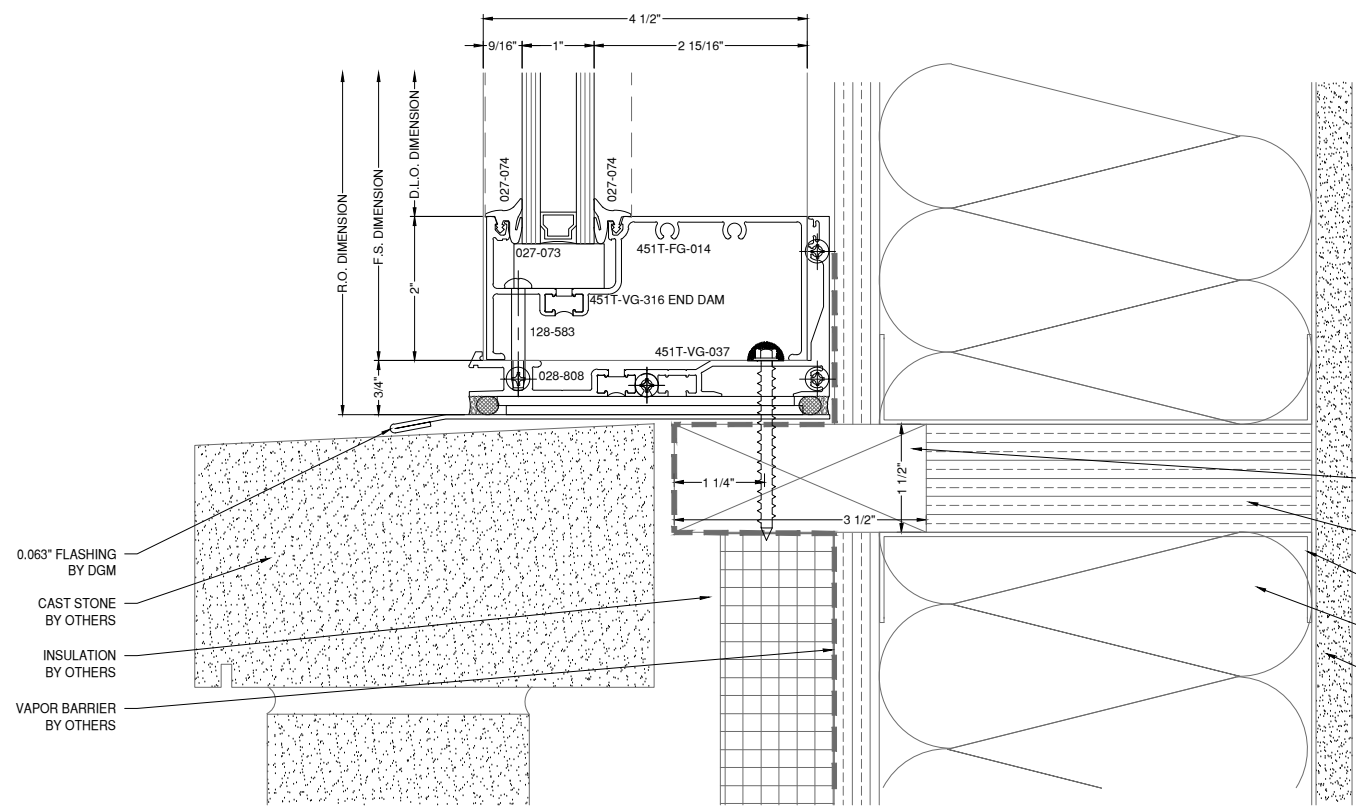 4 1/2"
9/16"
1"
2 15/16"
R.O. DIMENSION
F.S. DIMENSION
D.L.O. DIMENSION
027-074
027-074
2"
027-073
451T-FG-014
451T-VG-316 END DAM
128-583
451T-VG-037
3/4"
028-808
1 1/4"
1 1/2"
3 1/2"
0.063" FLASHING
BY DGM
CAST STONE
BY OTHERS
INSULATION
BY OTHERS
VAPOR BARRIER
BY OTHERS